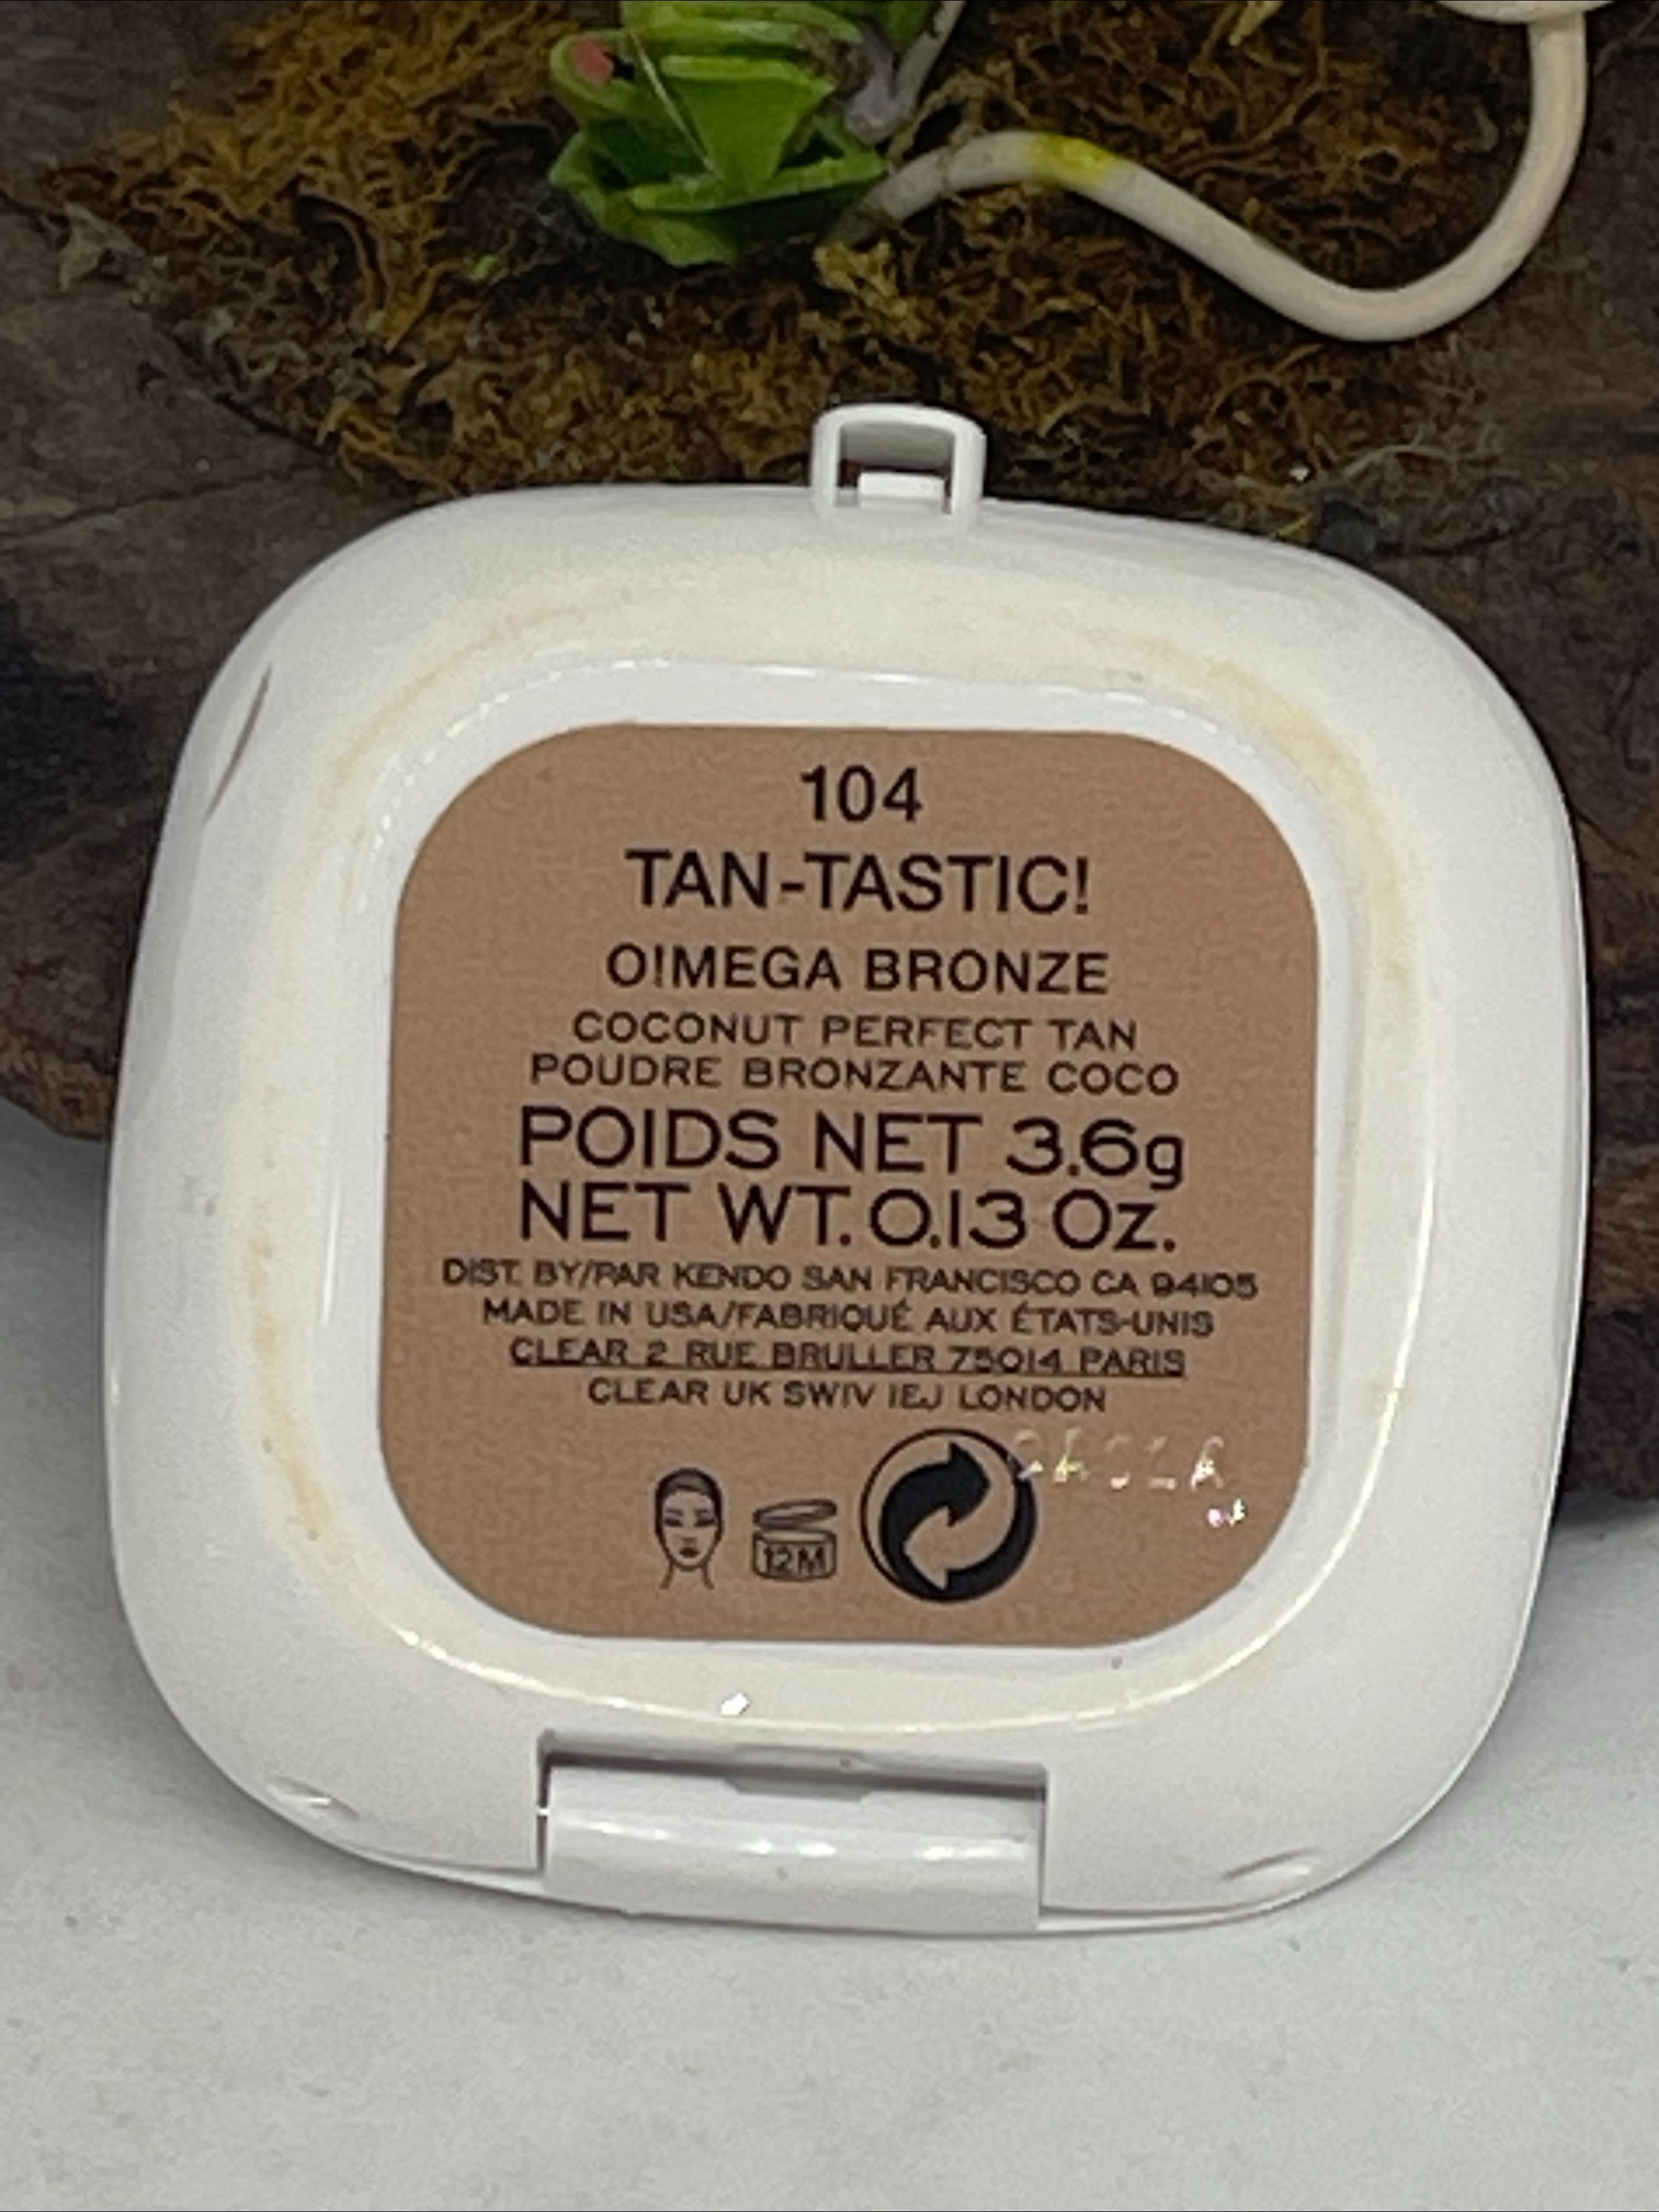 104
TAN-TASTIC!
O!MEGA BRONZE
COCONUT PERFECT TAN
POUDRE BRONZANTE COCO
POIDS NET 3.6g
NET WT. 0.13 Oz.
DIST. BY/PAR KENDO SAN FRANCISCO CA 94105
MADE IN USA/FABRIQUÉ AUX ÉTATS-UNIS
CLEAR 2 RUE BRULLER 75014 PARIS
CLEAR UK SW1V 1EJ LONDON
12M